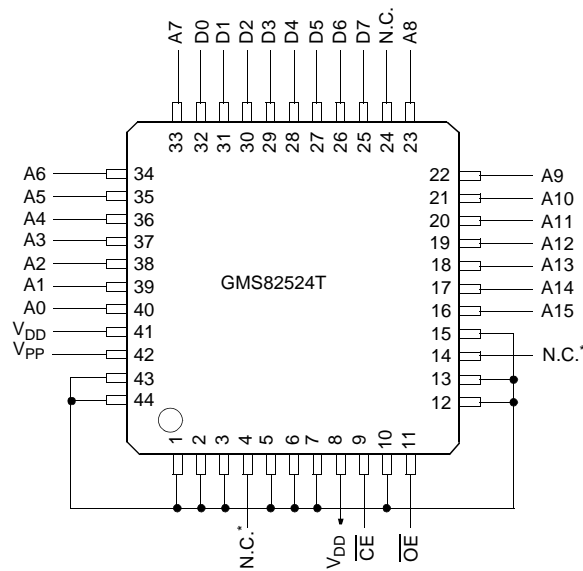 A7 D0 D1 D2 D3 D4 D5 D6 D7 N.C. A8
33 32 31 30 29 28 27 26 25 24 23
A6 34 22 A9
A5 35 21 A10
A4 36 20 A11
A3 37 19 A12
A2 38 18 A13
A1 39 GMS82524T 17 A14
A0 40 16 A15
VDD 41 15
VPP 42 14 N.C.*
43 13
44 12
1 2 3 4 5 6 7 8 9 10 11
N.C.* VDD CE OE